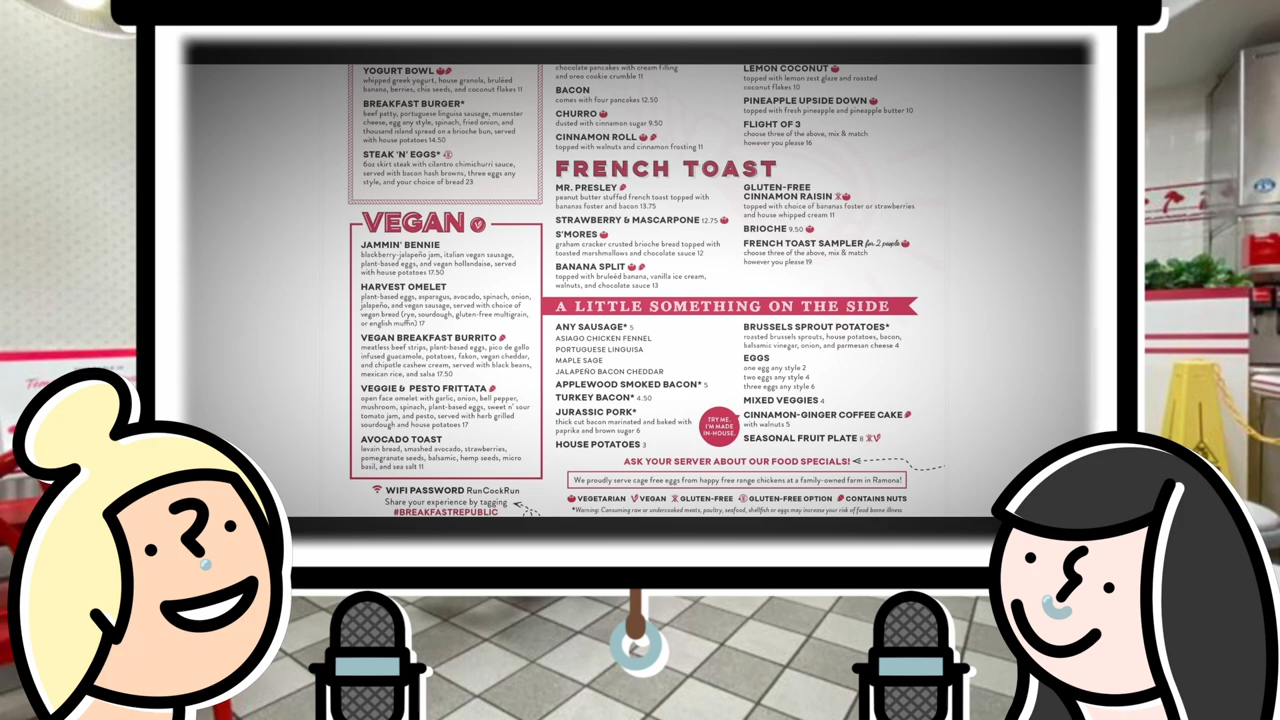 YOGURT BOWL
whipped greek yogurt, house granola, bruléed
banana, berries, chia seeds, and coconut flakes 11
BREAKFAST BURGER*
beef patty, portuguese linguisa sausage, muenster
cheese, egg any style, spinach, fried onion, and
thousand island spread on a brioche bun, served
with house potatoes 14.50
STEAK 'N' EGGS*
6oz skirt steak with cilantro chimichurri sauce,
served with bacon hash browns, three eggs any
style, and your choice of bread 23
VEGAN
JAMMIN' BENNIE
blackberry-jalapeño jam, italian vegan sausage,
plant-based eggs, and vegan hollandaise, served
with house potatoes 17.50
HARVEST OMELET
plant-based eggs, asparagus, avocado, spinach, onion,
jalapeño, and vegan sausage, served with choice of
vegan bread (rye, sourdough, gluten-free multigrain,
or english muffin) 17
VEGAN BREAKFAST BURRITO
meatless beef strips, plant-based eggs, pico de gallo
infused guacamole, potatoes, fakon, vegan cheddar,
and chipotle cashew cream, served with black beans,
mexican rice, and salsa 17.50
VEGGIE & PESTO FRITTATA
open face omelet with garlic, onion, bell pepper,
mushroom, spinach, plant-based eggs, sweet n' sour
tomato jam, and pesto, served with herb grilled
sourdough and house potatoes 17
AVOCADO TOAST
levain bread, smashed avocado, strawberries,
pomegranate seeds, balsamic, hemp seeds, micro
basil, and sea salt 11
WIFI PASSWORD RunCockRun
Share your experience by tagging
#BREAKFASTREPUBLIC
chocolate pancakes with cream filling
and oreo cookie crumble 11
BACON
comes with four pancakes 12.50
CHURRO
dusted with cinnamon sugar 9.50
CINNAMON ROLL
topped with walnuts and cinnamon frosting 11
LEMON COCONUT
topped with lemon zest glaze and roasted
coconut flakes 10
PINEAPPLE UPSIDE DOWN
topped with fresh pineapple and pineapple butter 10
FLIGHT OF 3
choose three of the above, mix & match
however you please 16
FRENCH TOAST
MR. PRESLEY
peanut butter stuffed french toast topped with
bananas foster and bacon 13.75
STRAWBERRY & MASCARPONE 12.75
S'MORES
graham cracker crusted brioche bread topped with
toasted marshmallows and chocolate sauce 12
BANANA SPLIT
topped with bruleéd banana, vanilla ice cream,
walnuts, and chocolate sauce 13
GLUTEN-FREE
CINNAMON RAISIN
topped with choice of bananas foster or strawberries
and house whipped cream 11
BRIOCHE 9.50
FRENCH TOAST SAMPLER for 2 people
choose three of the above, mix & match
however you please 19
A LITTLE SOMETHING ON THE SIDE
ANY SAUSAGE* 5
ASIAGO CHICKEN FENNEL
PORTUGUESE LINGUISA
MAPLE SAGE
JALAPEÑO BACON CHEDDAR
APPLEWOOD SMOKED BACON* 5
TURKEY BACON* 4.50
JURASSIC PORK*
thick cut bacon marinated and baked with
paprika and brown sugar 6
HOUSE POTATOES 3
TRY ME,
I'M MADE
IN-HOUSE.
BRUSSELS SPROUT POTATOES*
roasted brussels sprouts, house potatoes, bacon,
balsamic vinegar, onion, and parmesan cheese 4
EGGS
one egg any style 2
two eggs any style 4
three eggs any style 6
MIXED VEGGIES 4
CINNAMON-GINGER COFFEE CAKE
with walnuts 5
SEASONAL FRUIT PLATE 8
ASK YOUR SERVER ABOUT OUR FOOD SPECIALS!
We proudly serve cage free eggs from happy free range chickens at a family-owned farm in Ramona!
VEGETARIAN VEGAN GLUTEN-FREE GLUTEN-FREE OPTION CONTAINS NUTS
*Warning: Consuming raw or undercooked meats, poultry, seafood, shellfish or eggs may increase your risk of food borne illness.